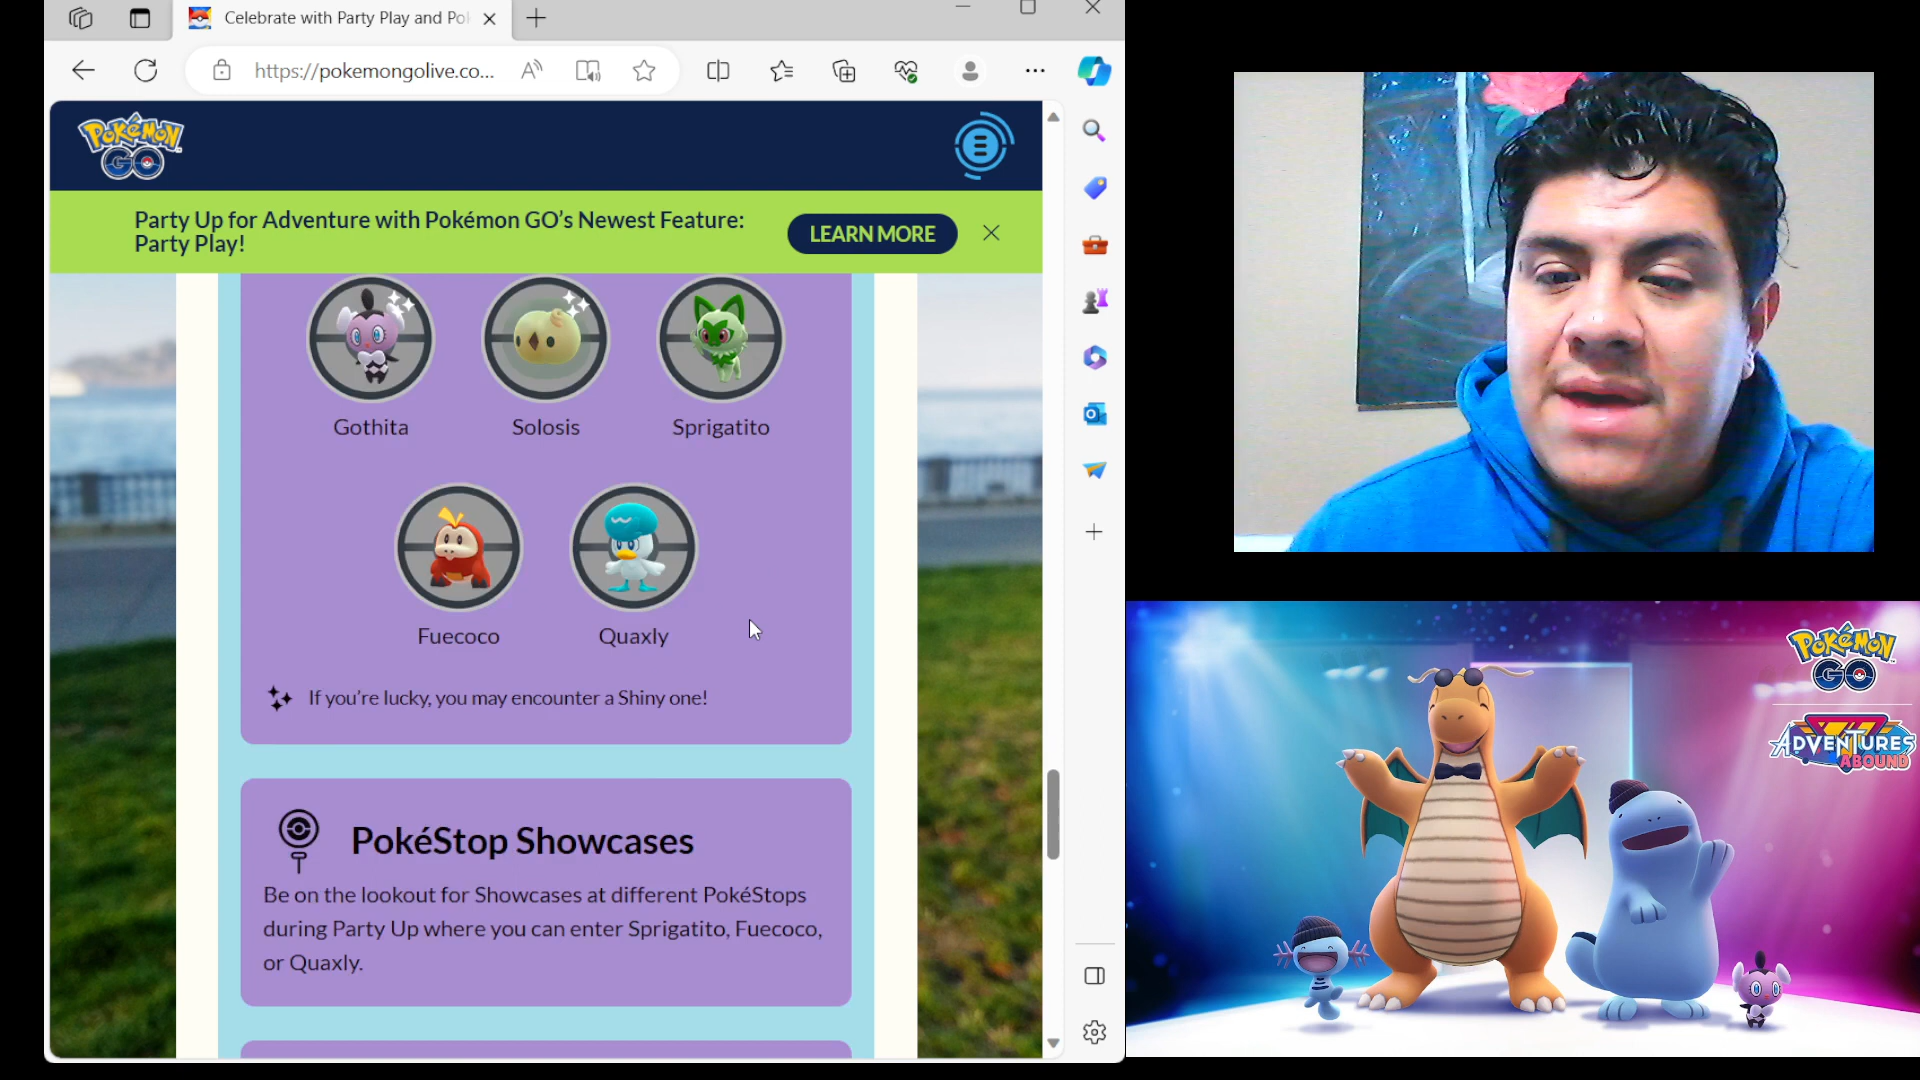 Celebrate with Party Play and Po
https://pokemongolive.co...
POKÉMON
GO
Party Up for Adventure with Pokémon GO's Newest Feature:
Party Play!
LEARN MORE
Gothita
Solosis
Sprigatito
Fuecoco
Quaxly
If you're lucky, you may encounter a Shiny one!
PokéStop Showcases
Be on the lookout for Showcases at different PokéStops
during Party Up where you can enter Sprigatito, Fuecoco,
or Quaxly.
POKÉMON
GO
ADVENTURES
ABOUND